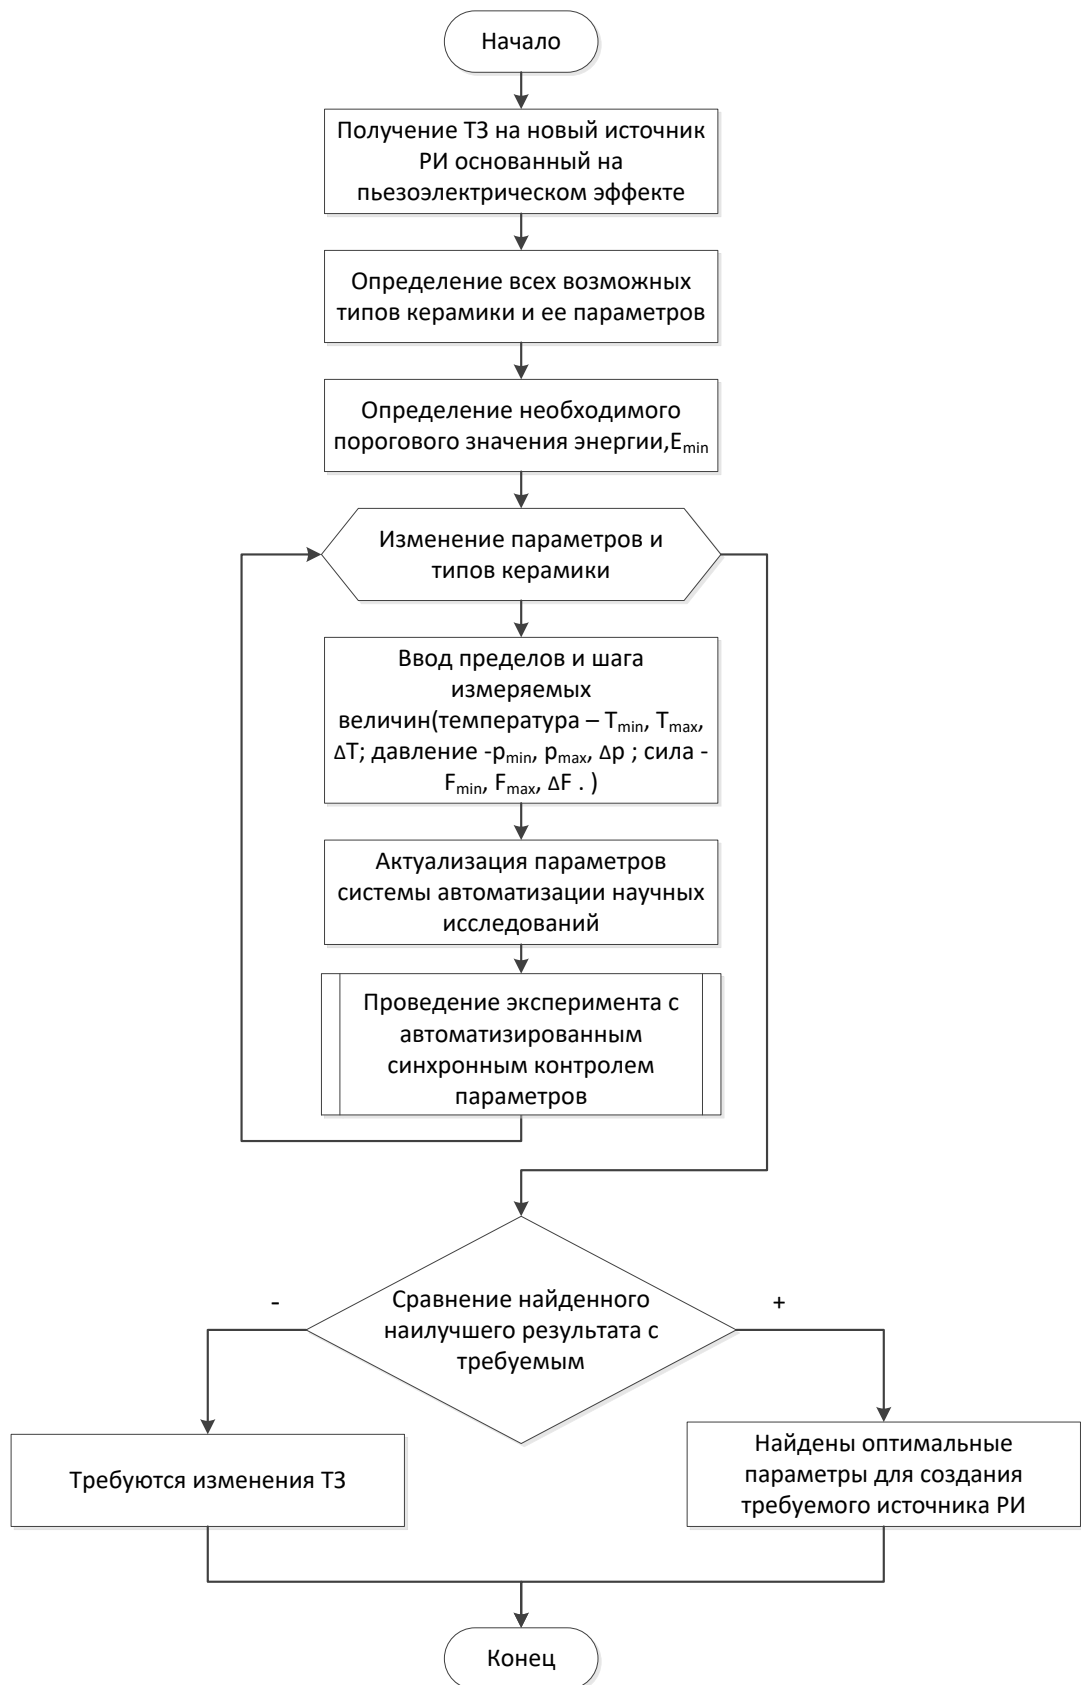 Начало
Получение ТЗ на новый источник
РИ основанный на
пьезоэлектрическом эффекте
Определение всех возможных
типов керамики и ее параметров
Определение необходимого
порогового значения энергии,Emin
Изменение параметров и
типов керамики
Ввод пределов и шага
измеряемых
величин(температура – Tmin, Tmax,
ΔT; давление -pmin, pmax, Δp ; сила -
Fmin, Fmax, ΔF . )
Актуализация параметров
системы автоматизации научных
исследований
Проведение эксперимента с
автоматизированным
синхронным контролем
параметров
Сравнение найденного
наилучшего результата с
требуемым
-
+
Требуются изменения ТЗ
Найдены оптимальные
параметры для создания
требуемого источника РИ
Конец